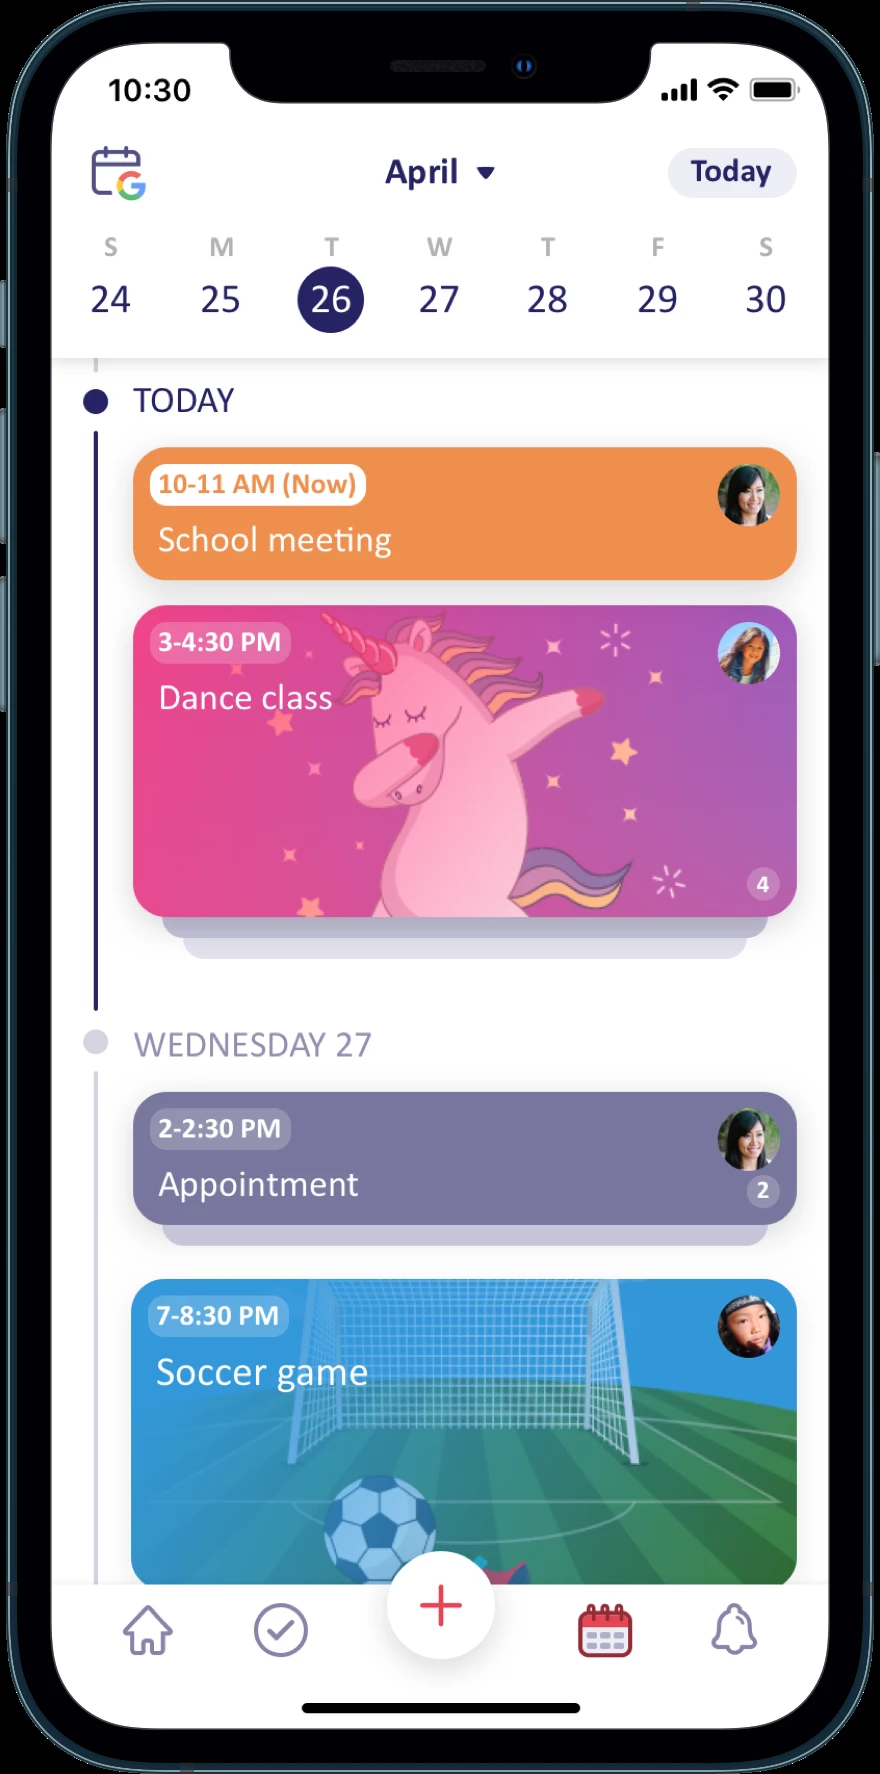 10:30
April
Today
S M T W T F S
24 25 26 27 28 29 30
TODAY
10-11 AM (Now)
School meeting
3-4:30 PM
Dance class
4
WEDNESDAY 27
2-2:30 PM
Appointment
2
7-8:30 PM
Soccer game